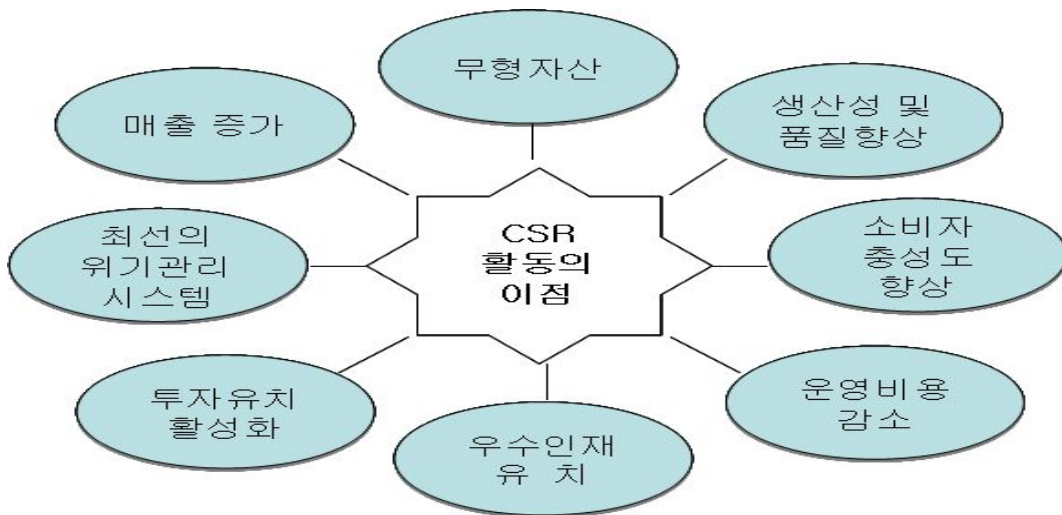 무형자산
매출 증가
생산성 및
품질향상
최선의
위기관리
시스템
CSR
활동의
이점
소비자
충성도
향상
투자유치
활성화
우수인재
유 치
운영비용
감소